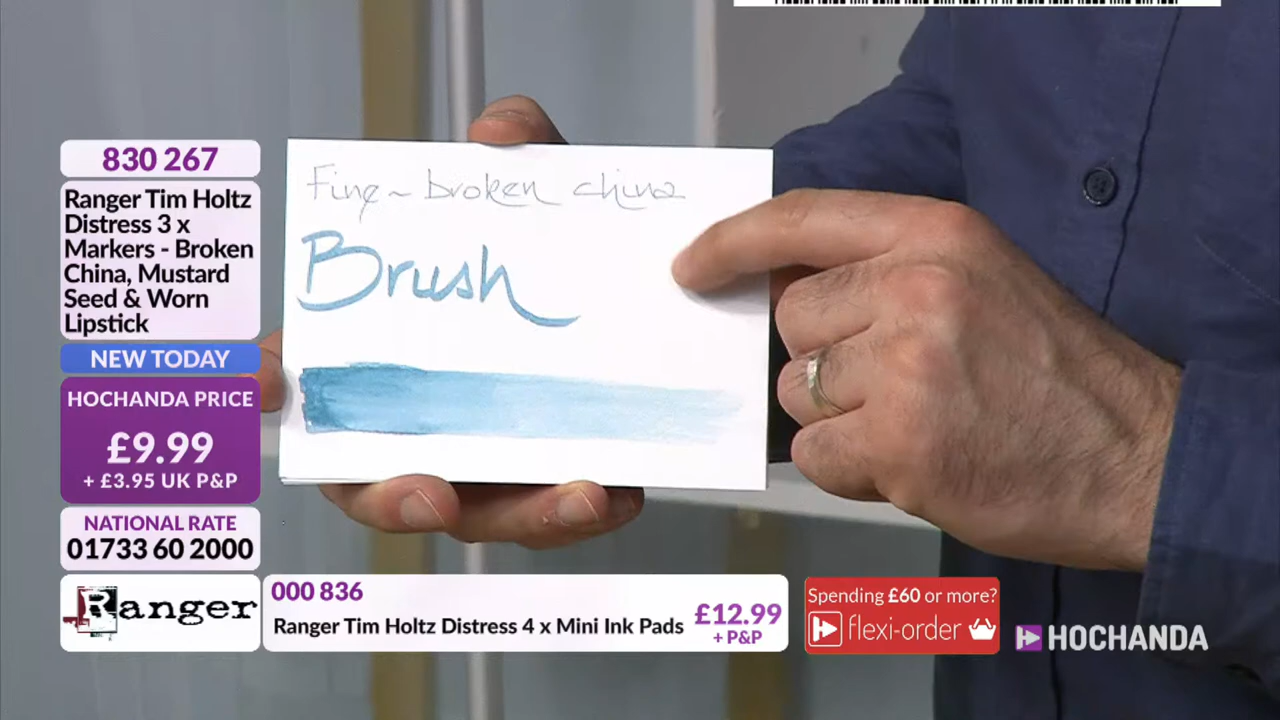 830 267
Ranger Tim Holtz
Distress 3 x
Markers - Broken
China, Mustard
Seed & Worn
Lipstick
NEW TODAY
HOCHANDA PRICE
£9.99
+ £3.95 UK P&P
NATIONAL RATE
01733 60 2000
Ranger
Fine ~ broken china
Brush
000 836
Ranger Tim Holtz Distress 4 x Mini Ink Pads
£12.99
+ P&P
Spending £60 or more?
flexi-order
HOCHANDA